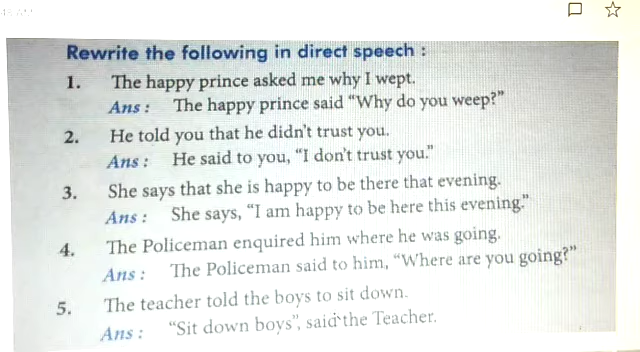 Rewrite the following in direct speech :
1. The happy prince asked me why I wept.
Ans : The happy prince said "Why do you weep?"
2. He told you that he didn't trust you.
Ans : He said to you, "I don't trust you."
3. She says that she is happy to be there that evening.
Ans : She says, "I am happy to be here this evening."
4. The Policeman enquired him where he was going.
Ans : The Policeman said to him, "Where are you going?"
5. The teacher told the boys to sit down.
Ans : "Sit down boys", said the Teacher.